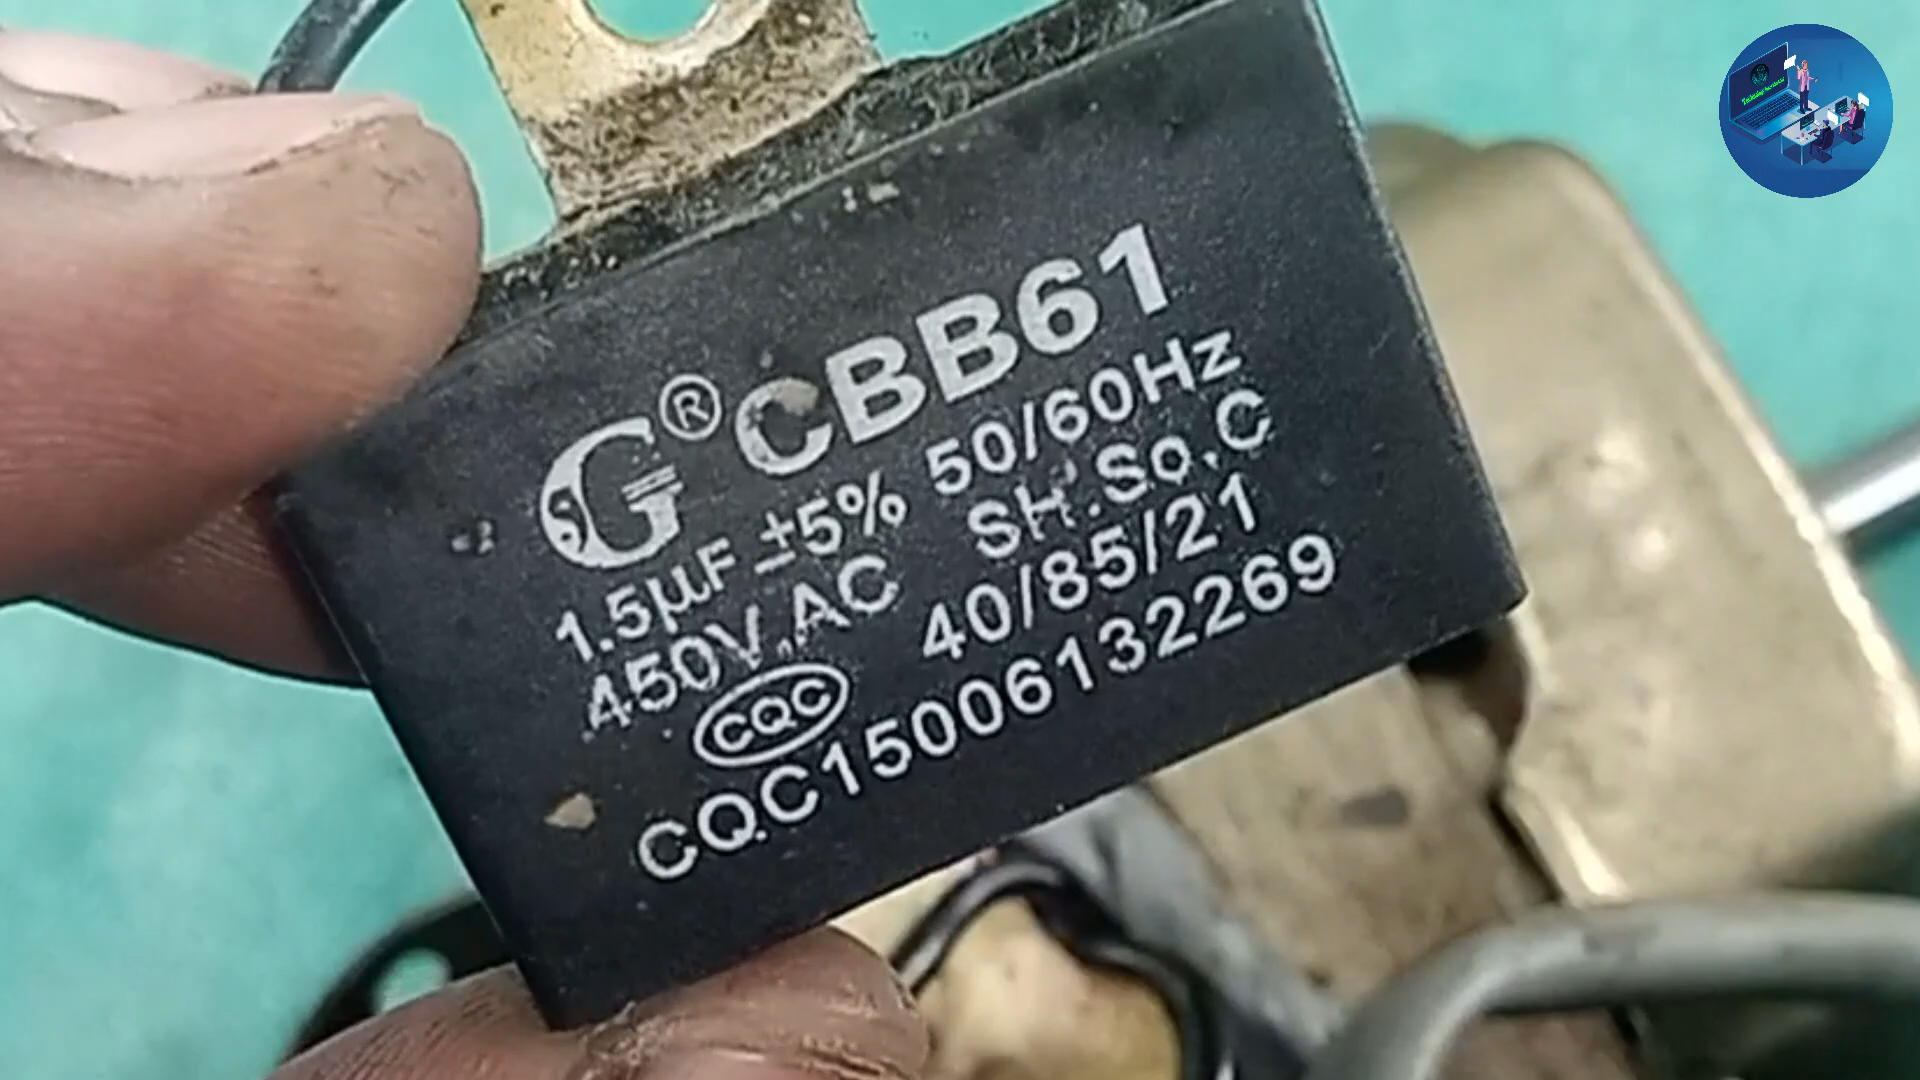 G® CBB61
1.5µF ±5% 50/60Hz
450V.AC SH.So.C
CQC 40/85/21
CQC15006132269